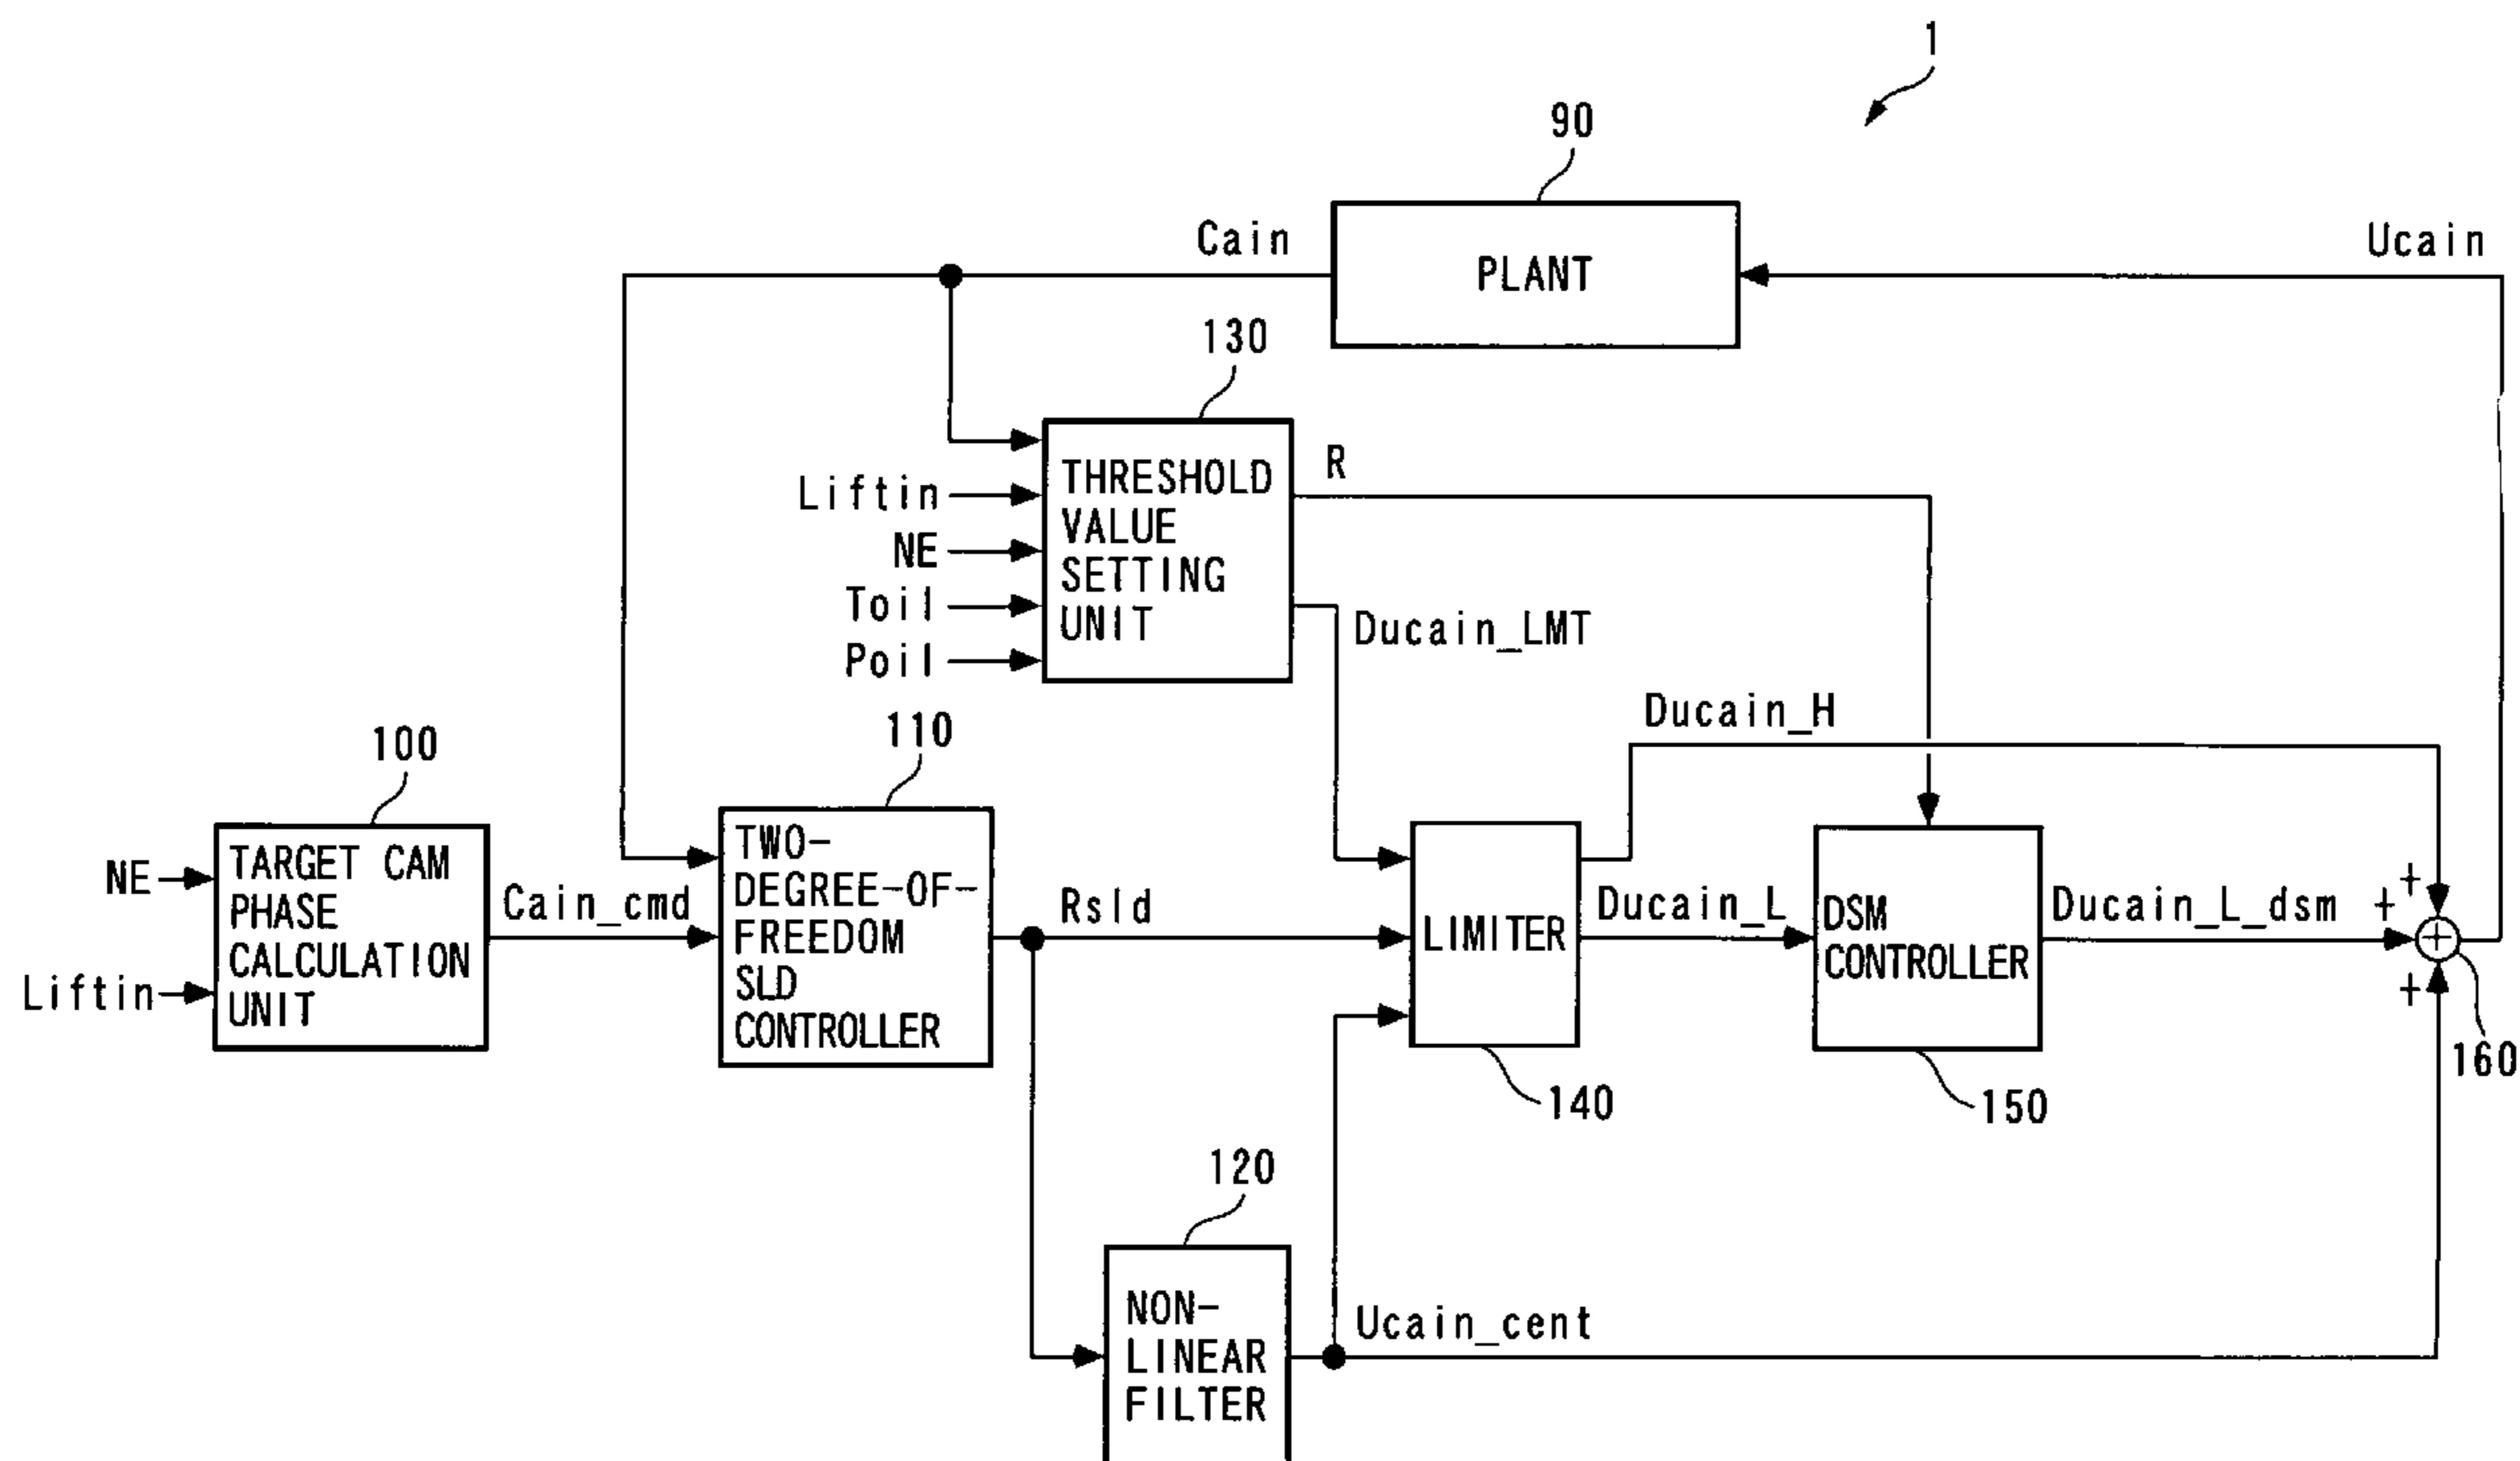 1
90
Cain
PLANT
Ucain
130
THRESHOLD
VALUE
SETTING
UNIT
Liftin
NE
Toil
Poil
R
Ducain_LMT
Ducain_H
100
110
NE
Liftin
TARGET CAM
PHASE
CALCULATION
UNIT
Cain_cmd
TWO-
DEGREE-OF-
FREEDOM
SLD
CONTROLLER
Rsld
LIMITER
Ducain_L
DSM
CONTROLLER
Ducain_L_dsm
+
+
+
+
160
140
150
120
NON-
LINEAR
FILTER
Ucain_cent